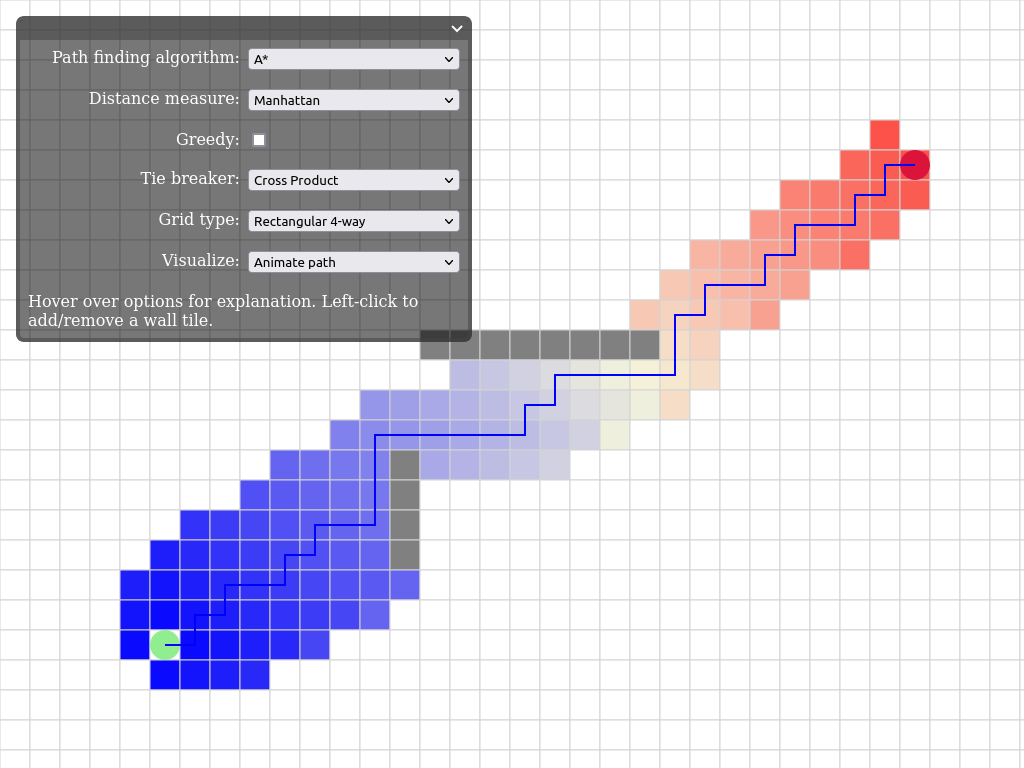 Path finding algorithm: A*
Distance measure: Manhattan
Greedy:
Tie breaker: Cross Product
Grid type: Rectangular 4-way
Visualize: Animate path
Hover over options for explanation. Left-click to
add/remove a wall tile.